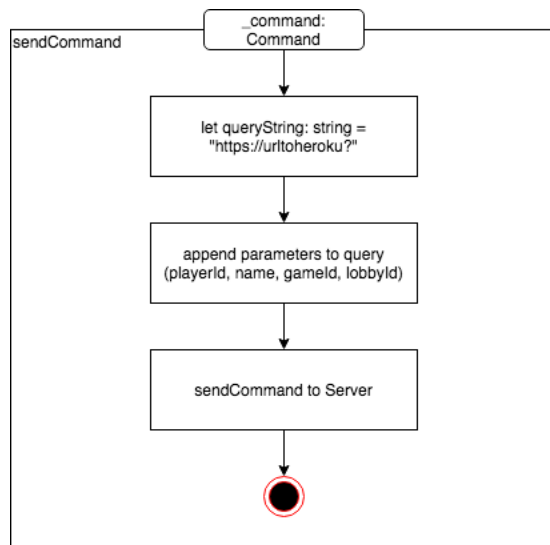 _command:
Command
sendCommand
let queryString: string =
"https://urltoheroku?"
append parameters to query
(playerId, name, gameId, lobbyId)
sendCommand to Server